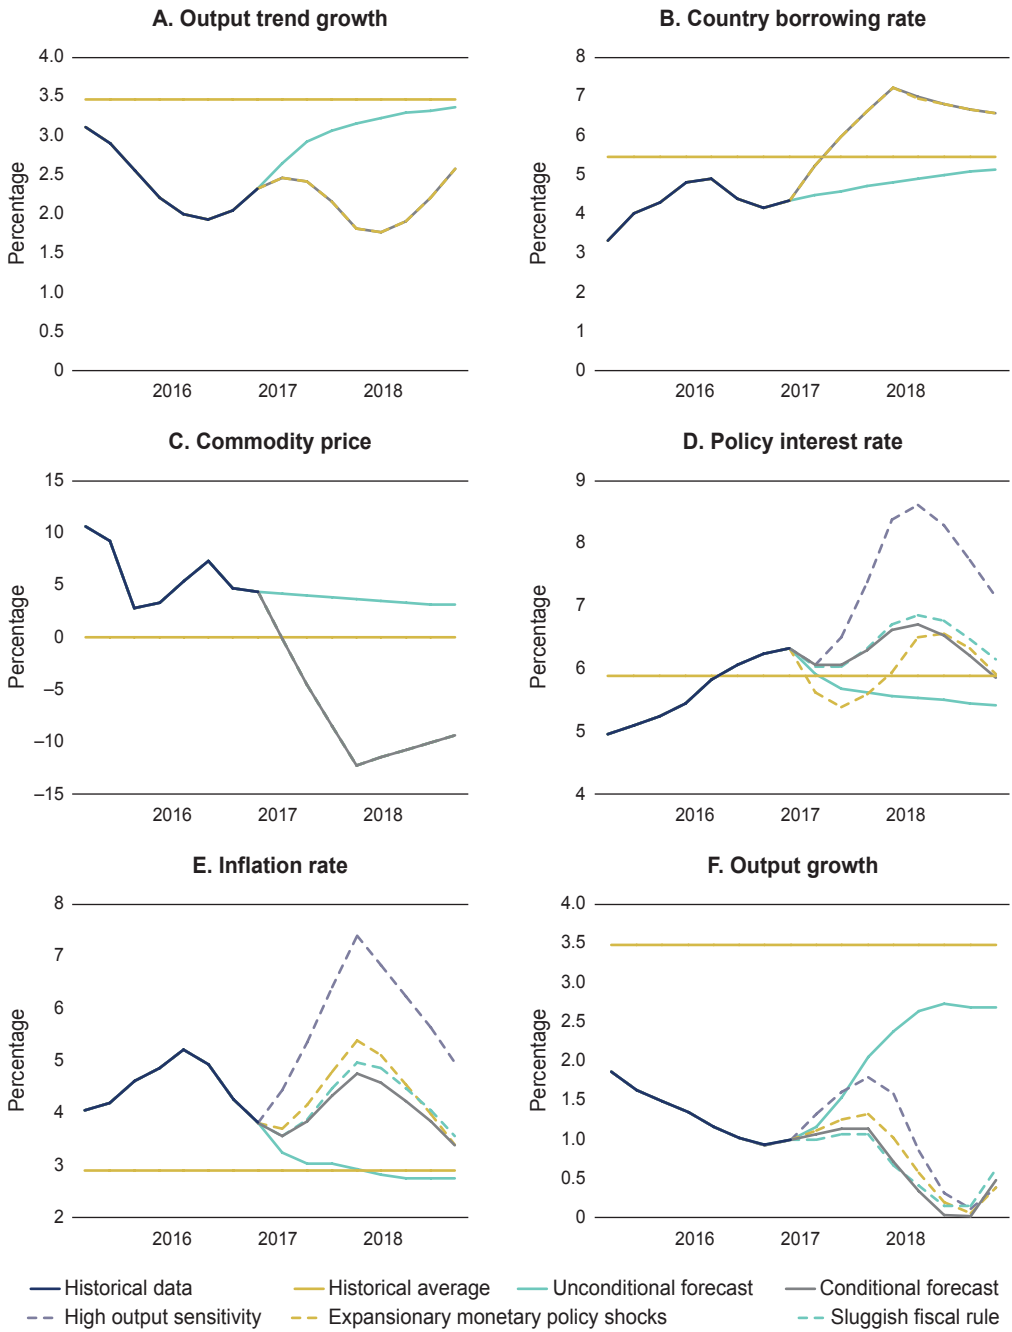 A. Output trend growth
Percentage
4.0
3.5
3.0
2.5
2.0
1.5
1.0
0.5
0
2016 2017 2018
B. Country borrowing rate
Percentage
8
7
6
5
4
3
2
1
0
2016 2017 2018
C. Commodity price
Percentage
15
10
5
0
–5
–10
–15
2016 2017 2018
D. Policy interest rate
Percentage
9
8
7
6
5
4
2016 2017 2018
E. Inflation rate
Percentage
8
7
6
5
4
3
2
2016 2017 2018
F. Output growth
Percentage
4.0
3.5
3.0
2.5
2.0
1.5
1.0
0.5
0
2016 2017 2018
Historical data Historical average Unconditional forecast Conditional forecast
High output sensitivity Expansionary monetary policy shocks Sluggish fiscal rule